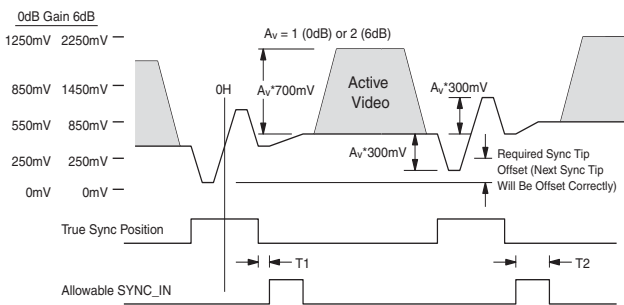 0dB Gain 6dB
1250mV 2250mV
850mV 1450mV
550mV 850mV
250mV 250mV
0mV 0mV
0H
Av = 1 (0dB) or 2 (6dB)
Av*700mV
Active
Video
Av*300mV
Av*300mV
Required Sync Tip
Offset (Next Sync Tip
Will Be Offset Correctly)
True Sync Position
T1
T2
Allowable SYNC_IN